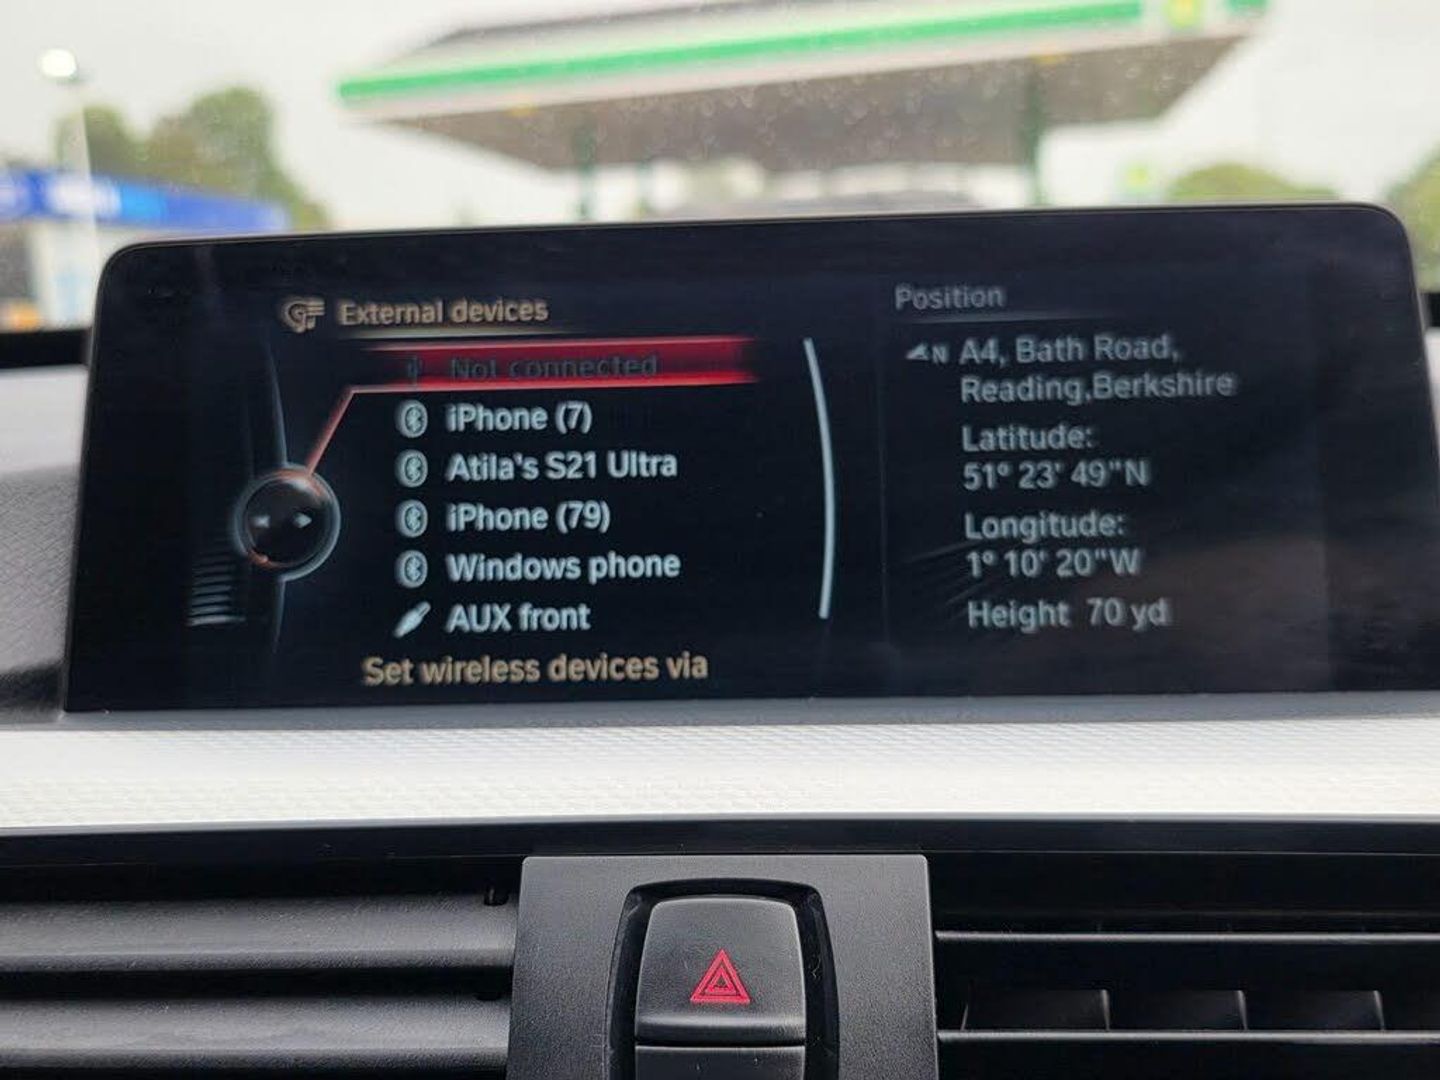 External devices
Not connected
iPhone (7)
Atila's S21 Ultra
iPhone (79)
Windows phone
AUX front
Set wireless devices via
Position
N A4, Bath Road,
Reading,Berkshire
Latitude:
51° 23' 49"N
Longitude:
1° 10' 20"W
Height 70 yd